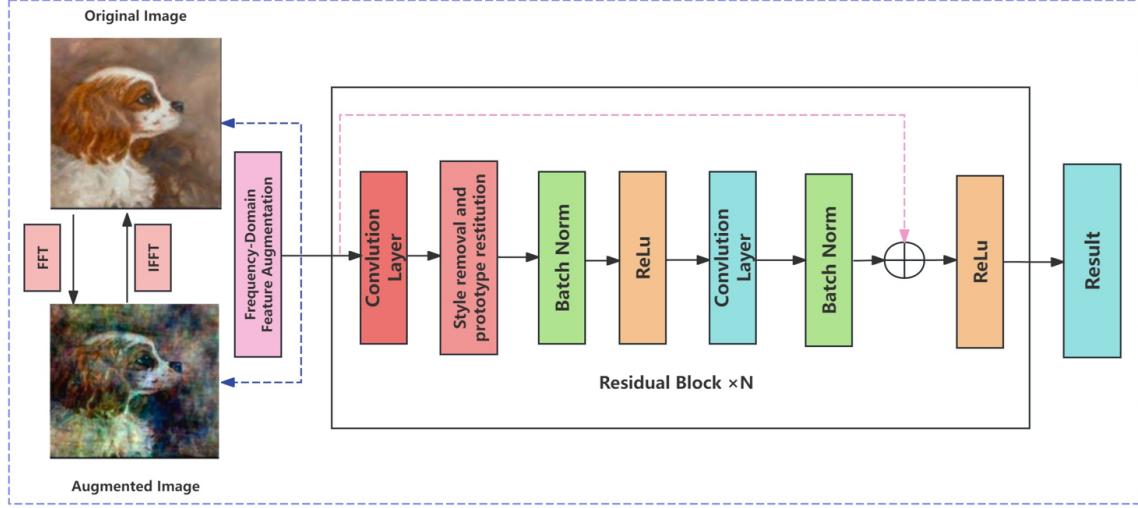 Original Image
FFT
IFFT
Augmented Image
Frequency-Domain
Feature Augmentation
Convlution
Layer
Style removal and
prototype restitution
Batch Norm
ReLu
Convlution
Layer
Batch Norm
ReLu
Result
Residual Block ×N